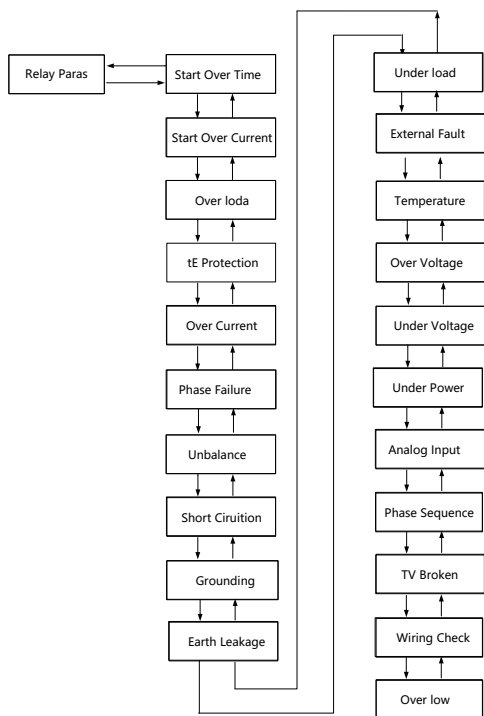 Relay Paras
Start Over Time
Start Over Current
Over loda
tE Protection
Over Current
Phase Failure
Unbalance
Short Ciruition
Grounding
Earth Leakage
Under load
External Fault
Temperature
Over Voltage
Under Voltage
Under Power
Analog Input
Phase Sequence
TV Broken
Wiring Check
Over low